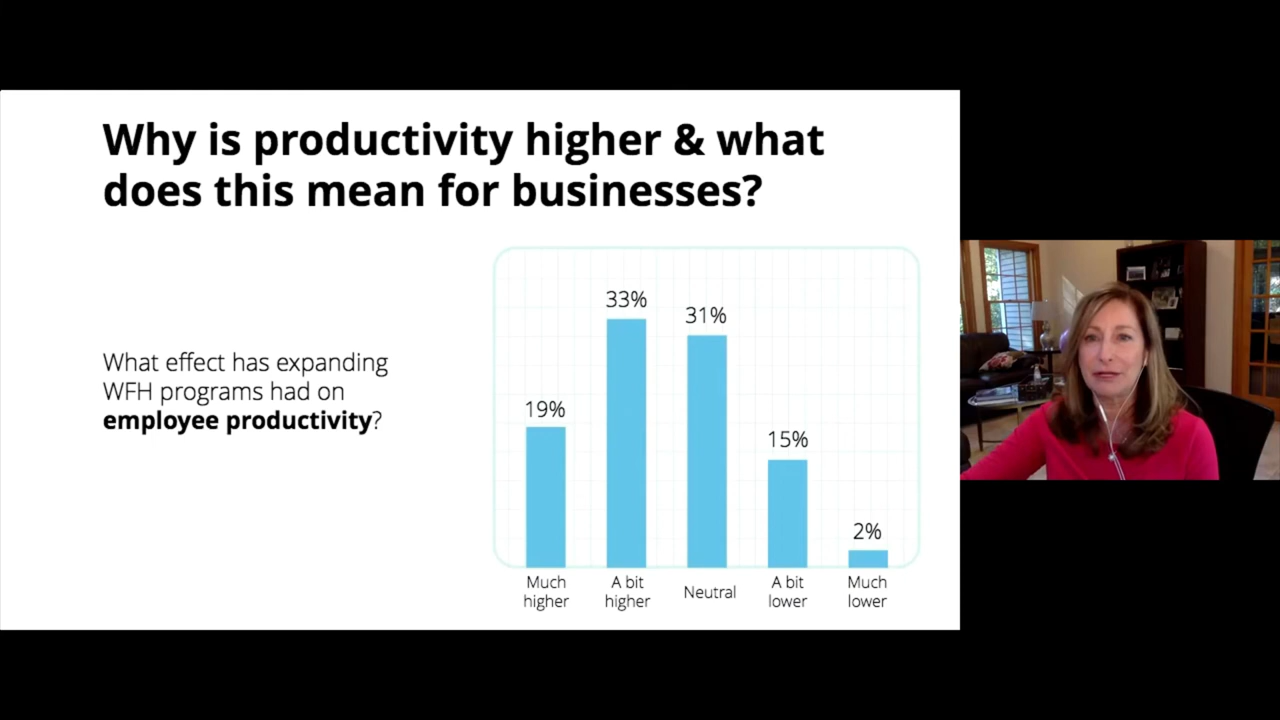 Why is productivity higher & what
does this mean for businesses?
What effect has expanding
WFH programs had on
employee productivity?
19%
33%
31%
15%
2%
Much
higher
A bit
higher
Neutral
A bit
lower
Much
lower